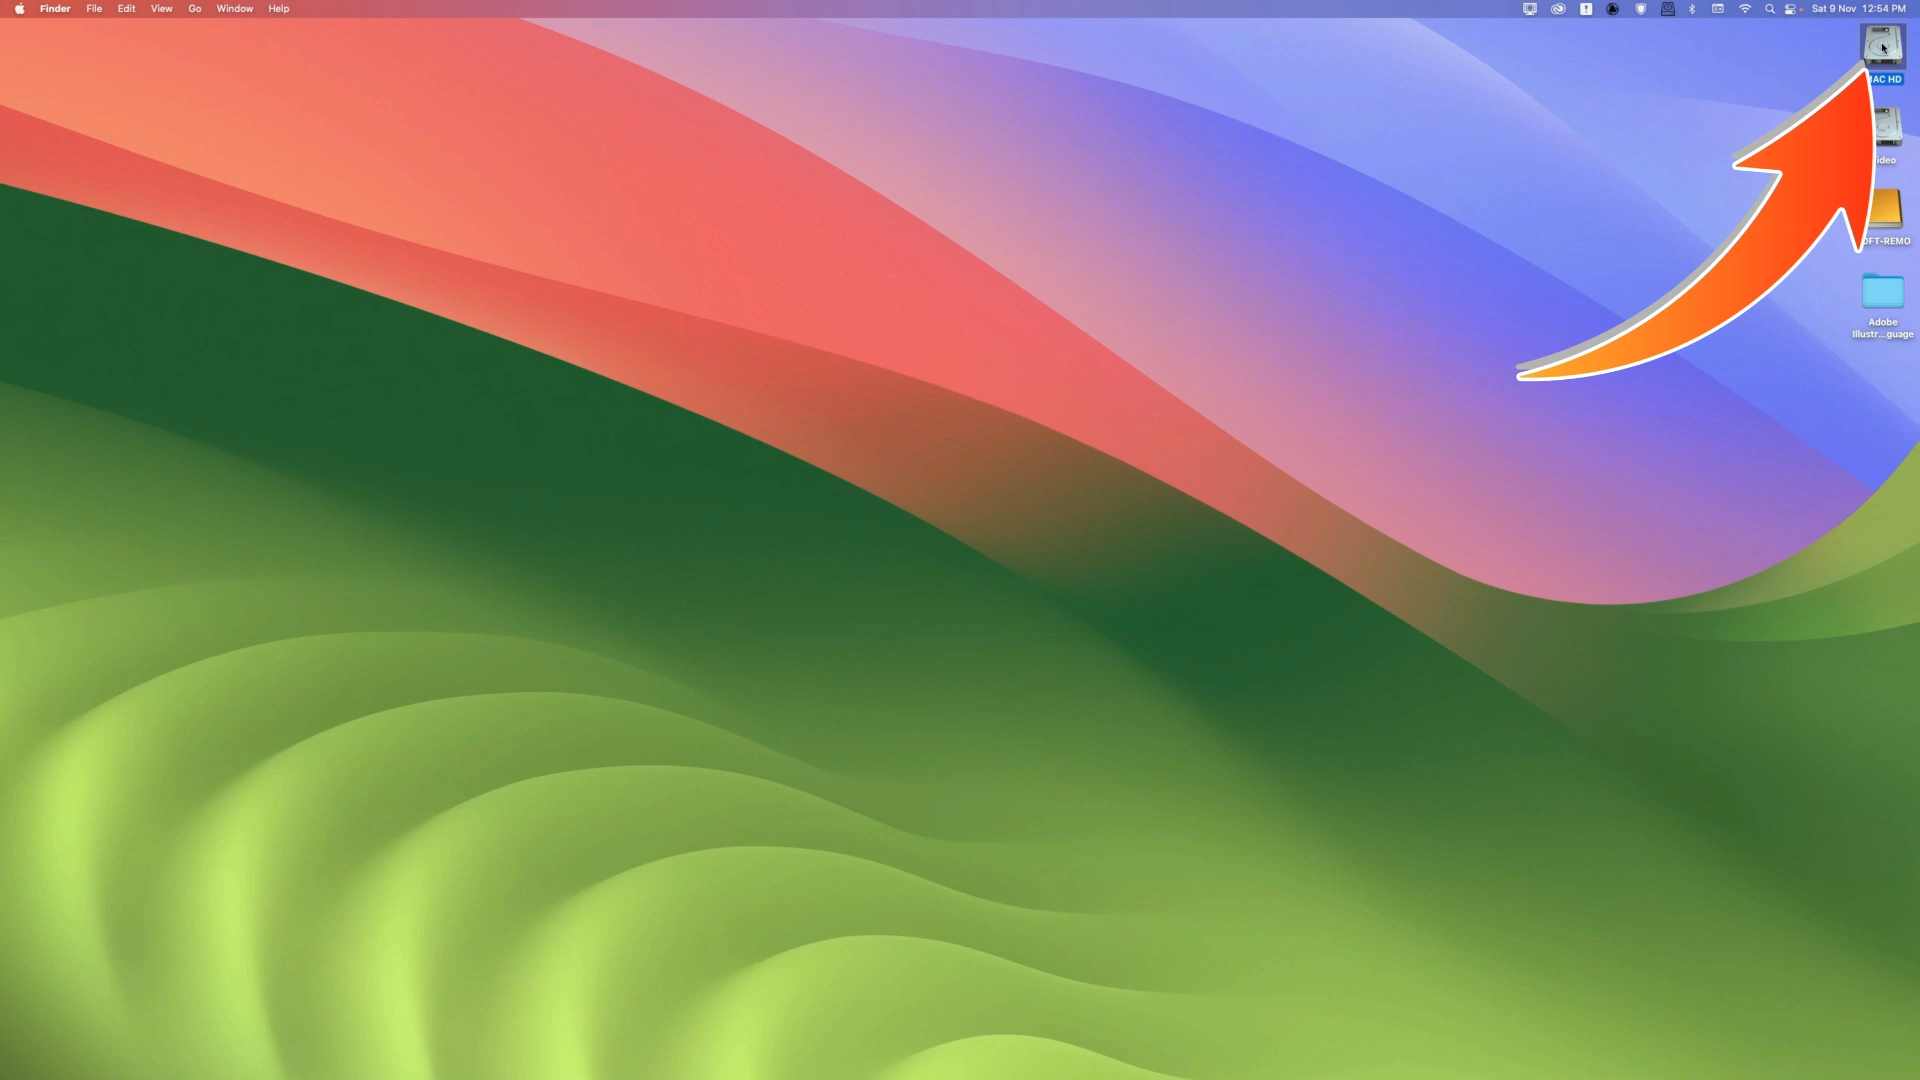 Finder File Edit View Go Window Help
Sat 9 Nov 12:54 PM
AC HD
ideo
FT-REMO
Adobe
Illustr...guage